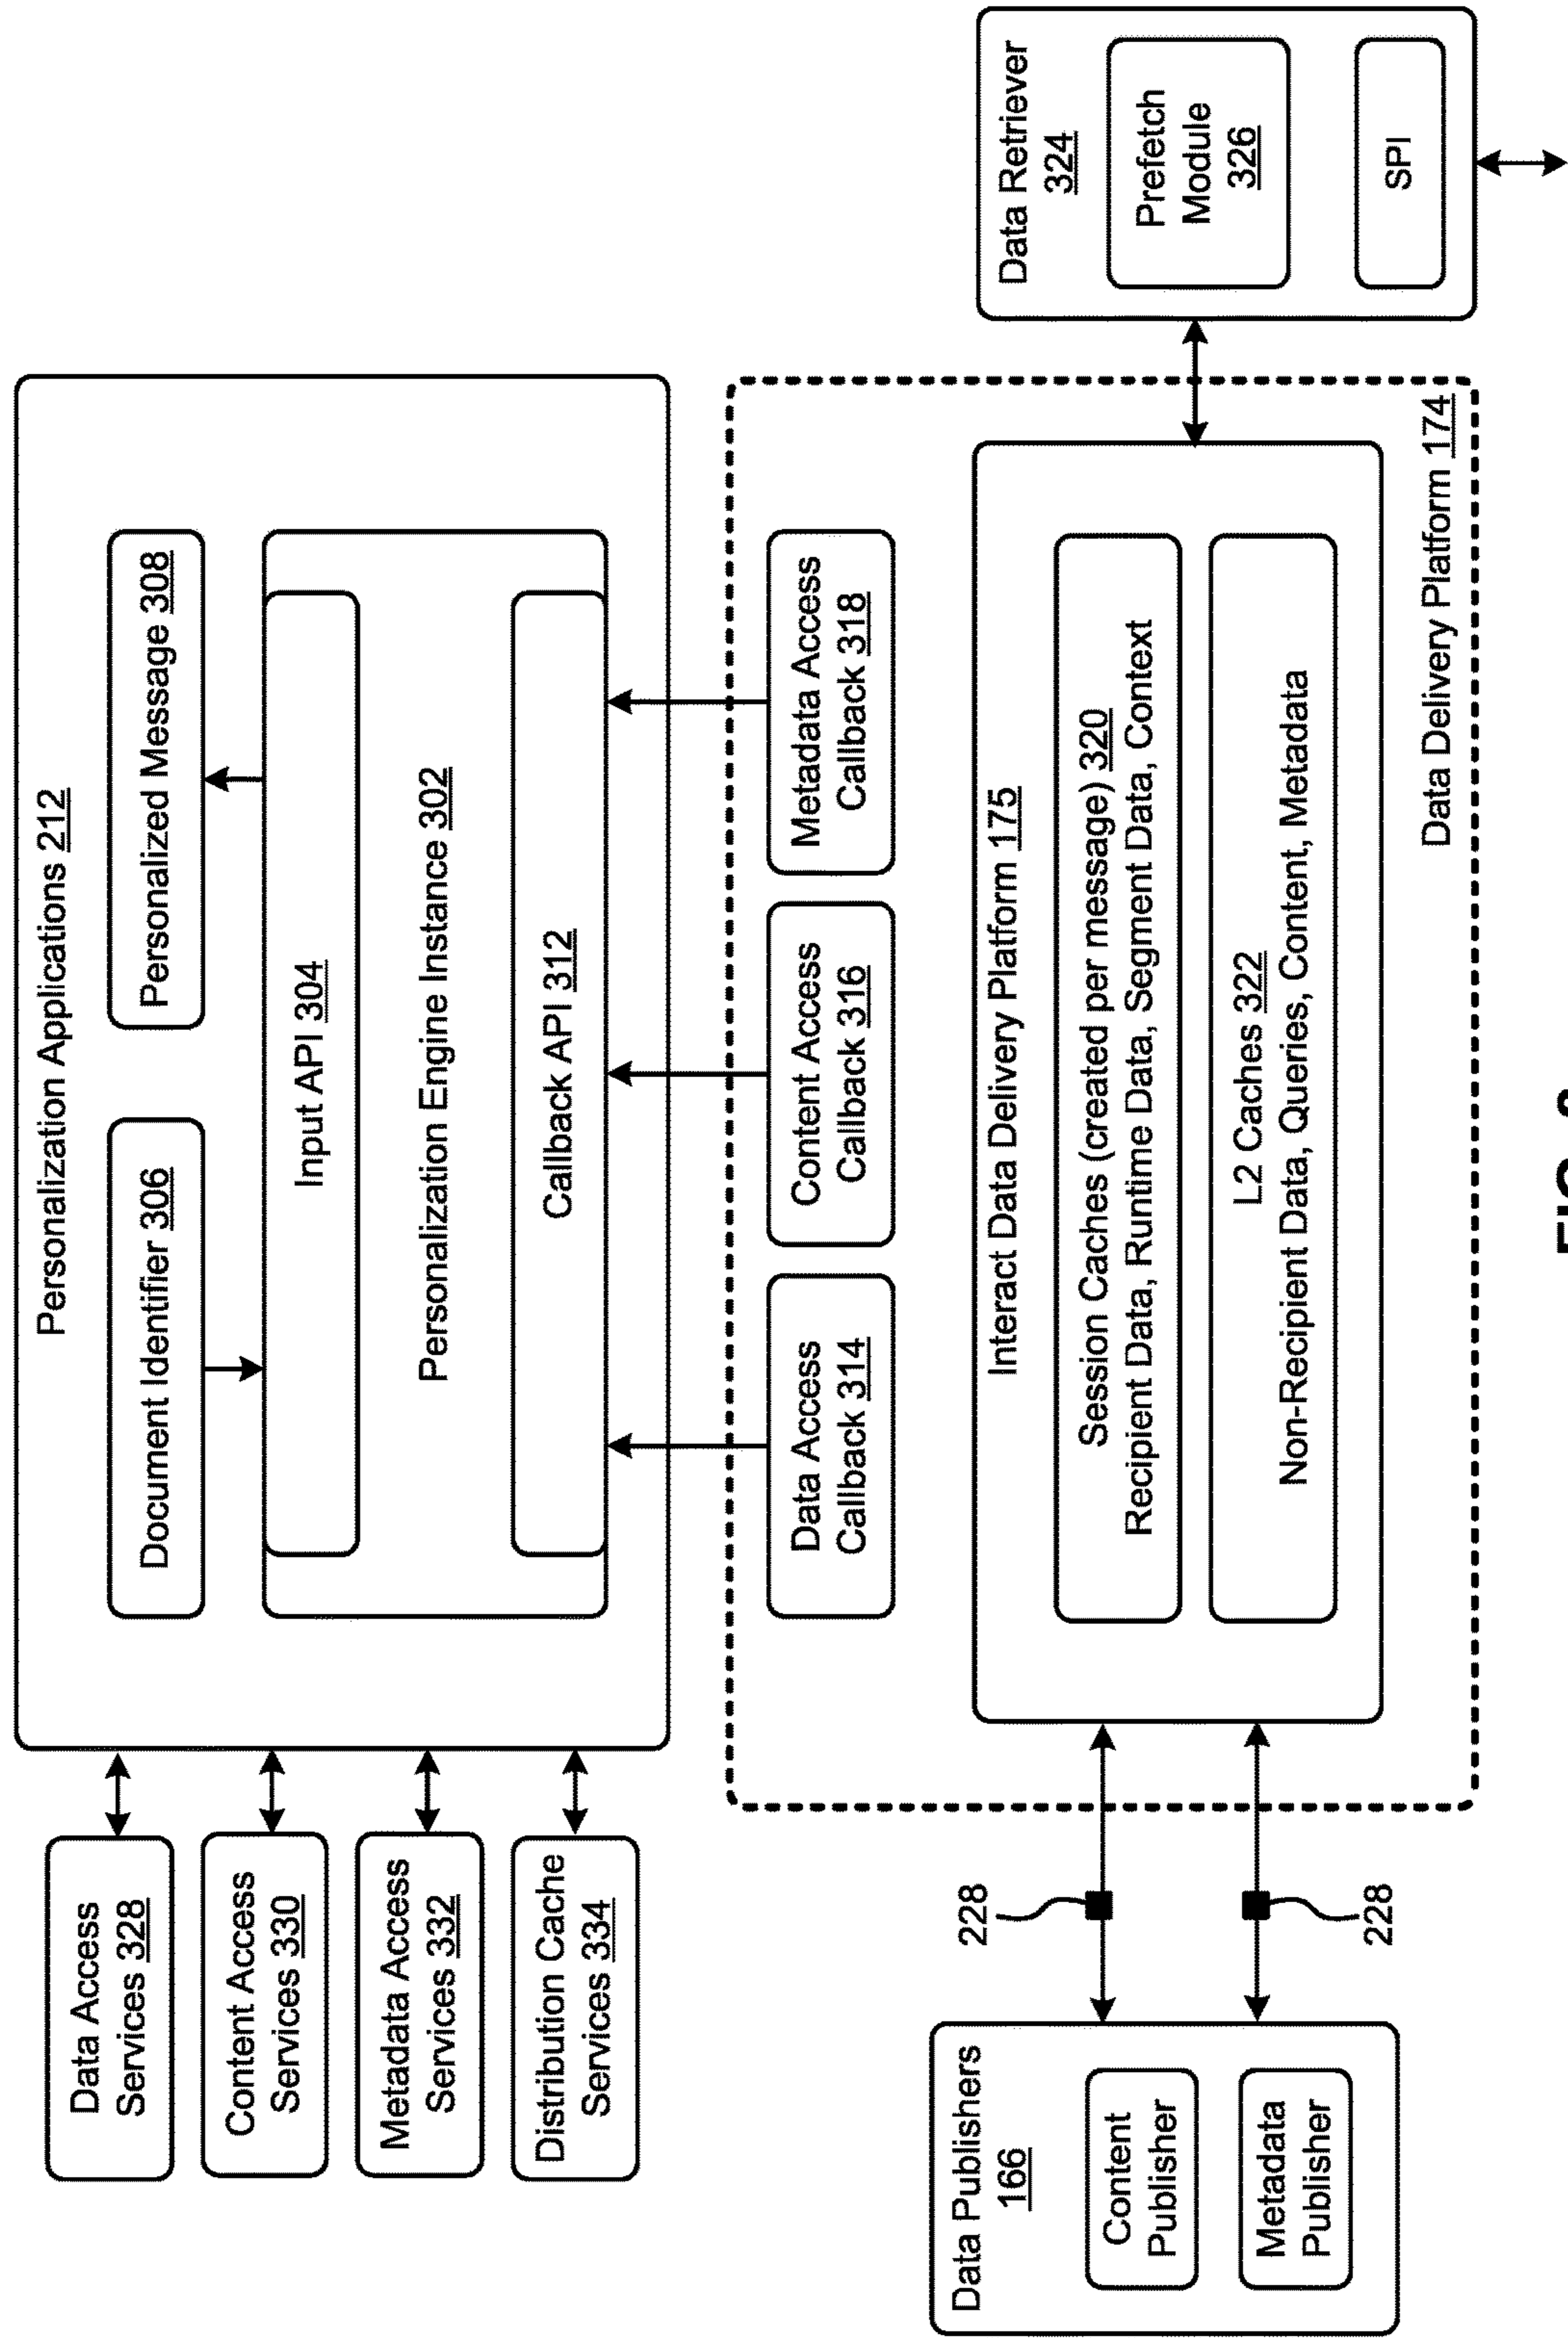 Personalization Applications 212
Document Identifier 306
Personalized Message 308
Input API 304
Personalization Engine Instance 302
Callback API 312
Data Access
Services 328
Content Access
Services 330
Metadata Access
Services 332
Distribution Cache
Services 334
Data Access
Callback 314
Content Access
Callback 316
Metadata Access
Callback 318
Interact Data Delivery Platform 175
Session Caches (created per message) 320
Recipient Data, Runtime Data, Segment Data, Context
L2 Caches 322
Non-Recipient Data, Queries, Content, Metadata
Data Delivery Platform 174
Data Publishers
166
Content
Publisher
Metadata
Publisher
228
228
Data Retriever
324
Prefetch
Module
326
SPI